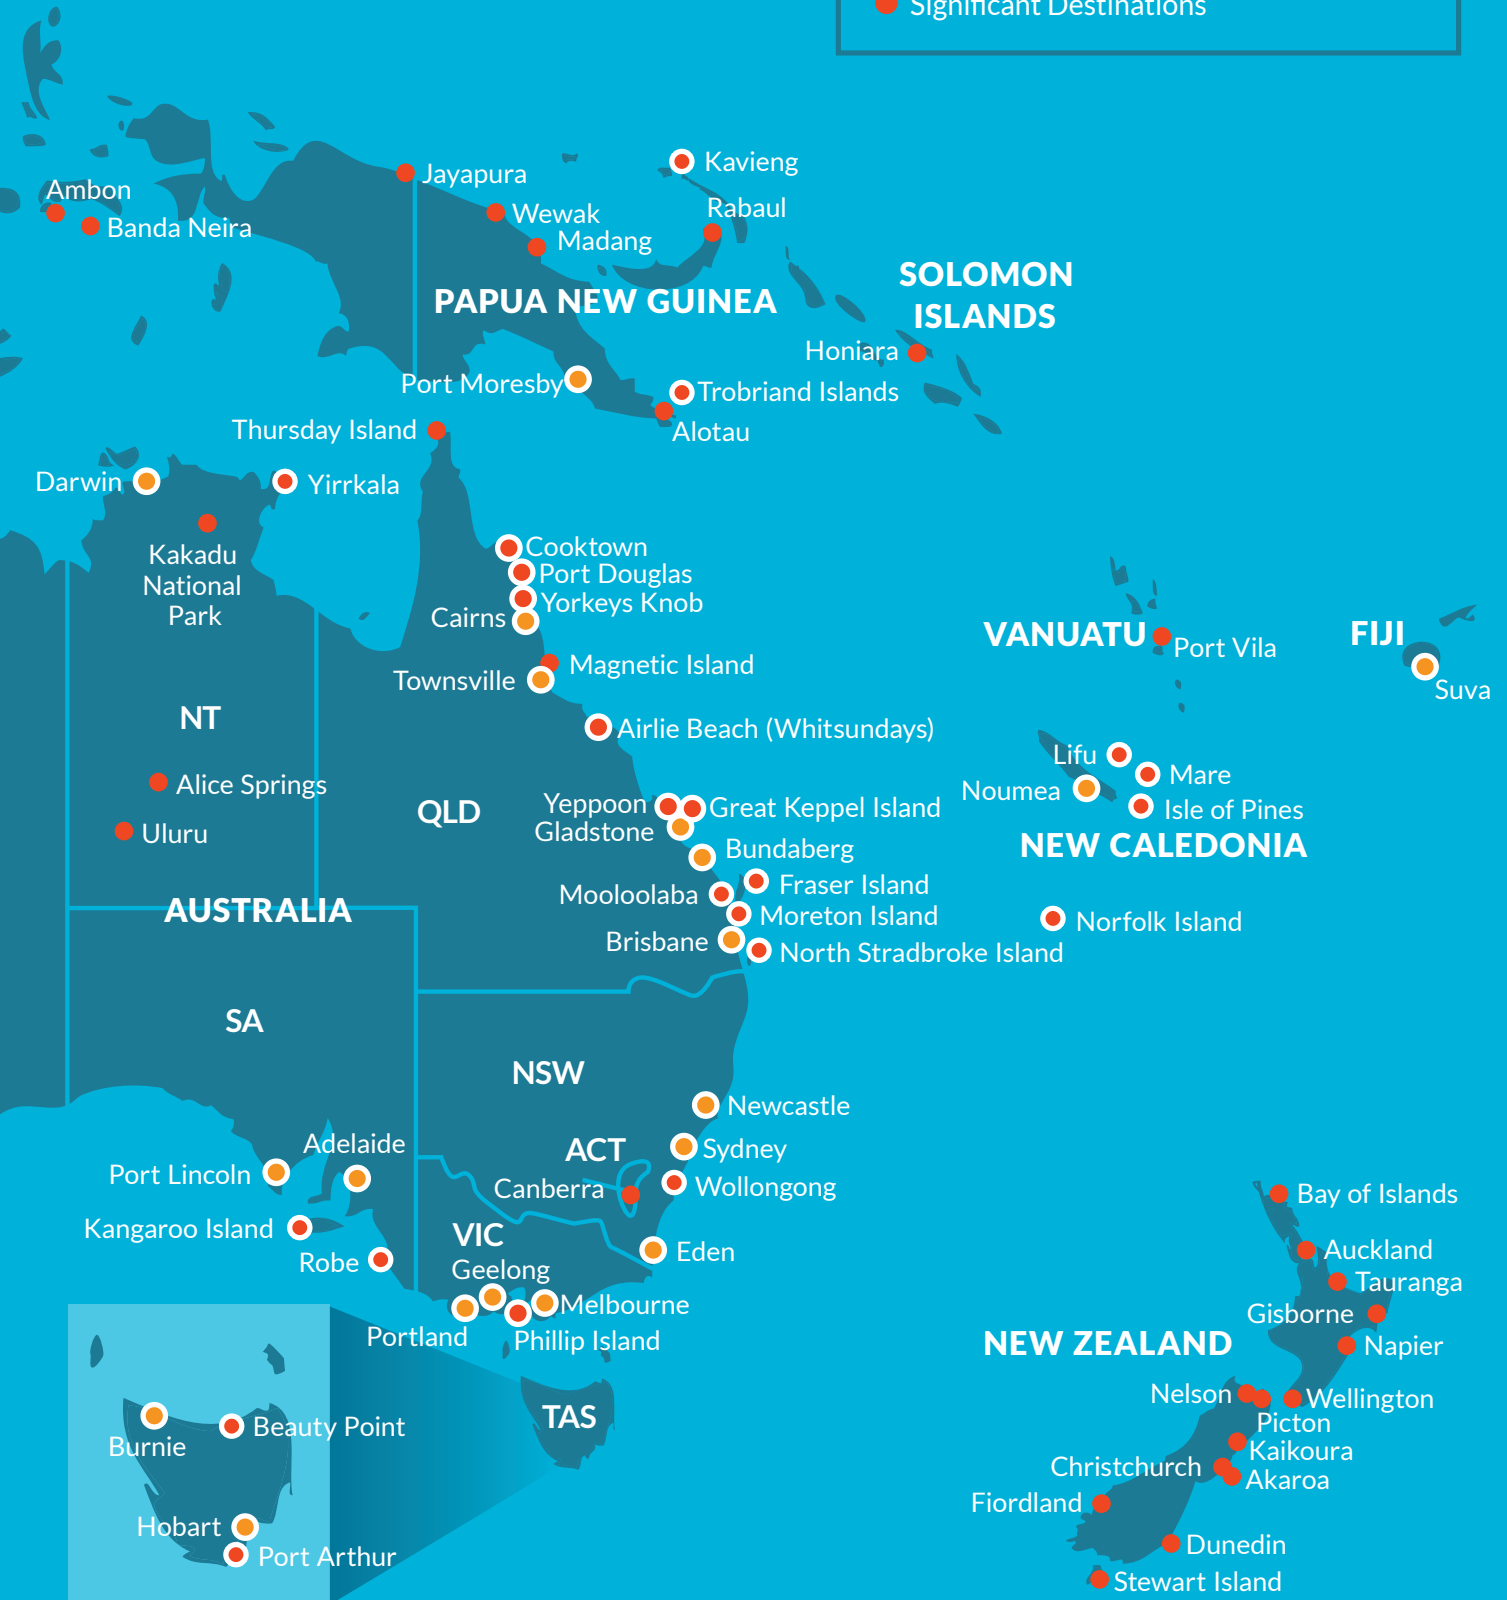 Significant Destinations
Kavieng
Jayapura
Ambon
Rabaul
Wewak
Banda Neira
Madang
SOLOMON
ISLANDS
PAPUA NEW GUINEA
Honiara
Port Moresby
Trobriand Islands
Alotau
Thursday Island
Darwin
Yirrkala
Kakadu
National
Park
Cooktown
Port Douglas
Yorkeys Knob
Cairns
VANUATU
FIJI
Port Vila
Magnetic Island
Townsville
Suva
NT
Airlie Beach (Whitsundays)
Lifu
Mare
Alice Springs
Noumea
Yeppoon
Great Keppel Island
Isle of Pines
QLD
Gladstone
Uluru
NEW CALEDONIA
Bundaberg
Fraser Island
Mooloolaba
AUSTRALIA
Moreton Island
Norfolk Island
Brisbane
North Stradbroke Island
SA
NSW
Newcastle
Adelaide
ACT
Sydney
Port Lincoln
Canberra
Wollongong
Bay of Islands
Kangaroo Island
VIC
Eden
Auckland
Robe
Geelong
Tauranga
Melbourne
Gisborne
Portland
Phillip Island
NEW ZEALAND
Napier
Nelson
Wellington
TAS
Picton
Beauty Point
Burnie
Kaikoura
Christchurch
Akaroa
Fiordland
Hobart
Dunedin
Port Arthur
Stewart Island